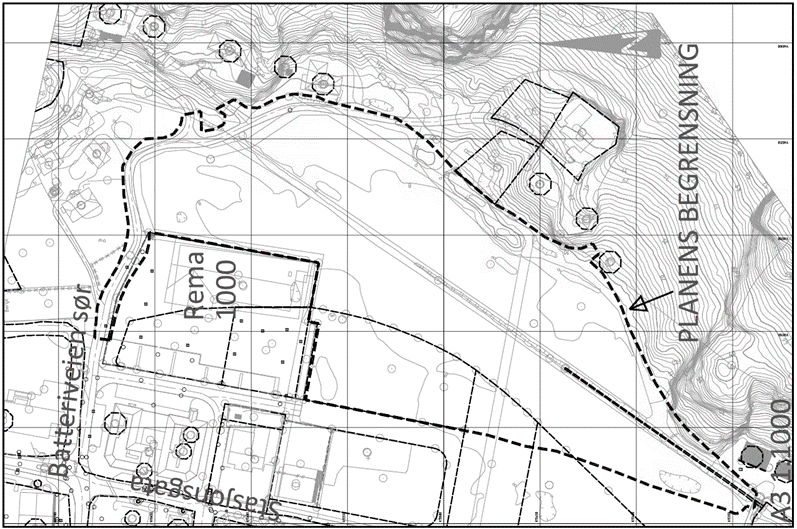 PLANENS BEGRENSNING
Rema
1000
Batteriveien sør
Stasjonsgata
A3 1:1000